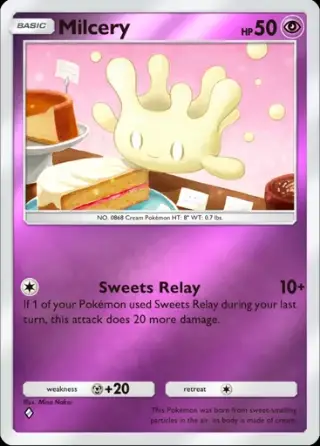 BASIC
Milcery
HP 50
NO. 0868 Cream Pokémon HT: 8" WT: 0.7 lbs.
Sweets Relay 10+
If 1 of your Pokémon used Sweets Relay during your last
turn, this attack does 20 more damage.
weakness +20 retreat
Illus. Mina Nakai
This Pokémon was born from sweet-smelling
particles in the air. Its body is made of cream.